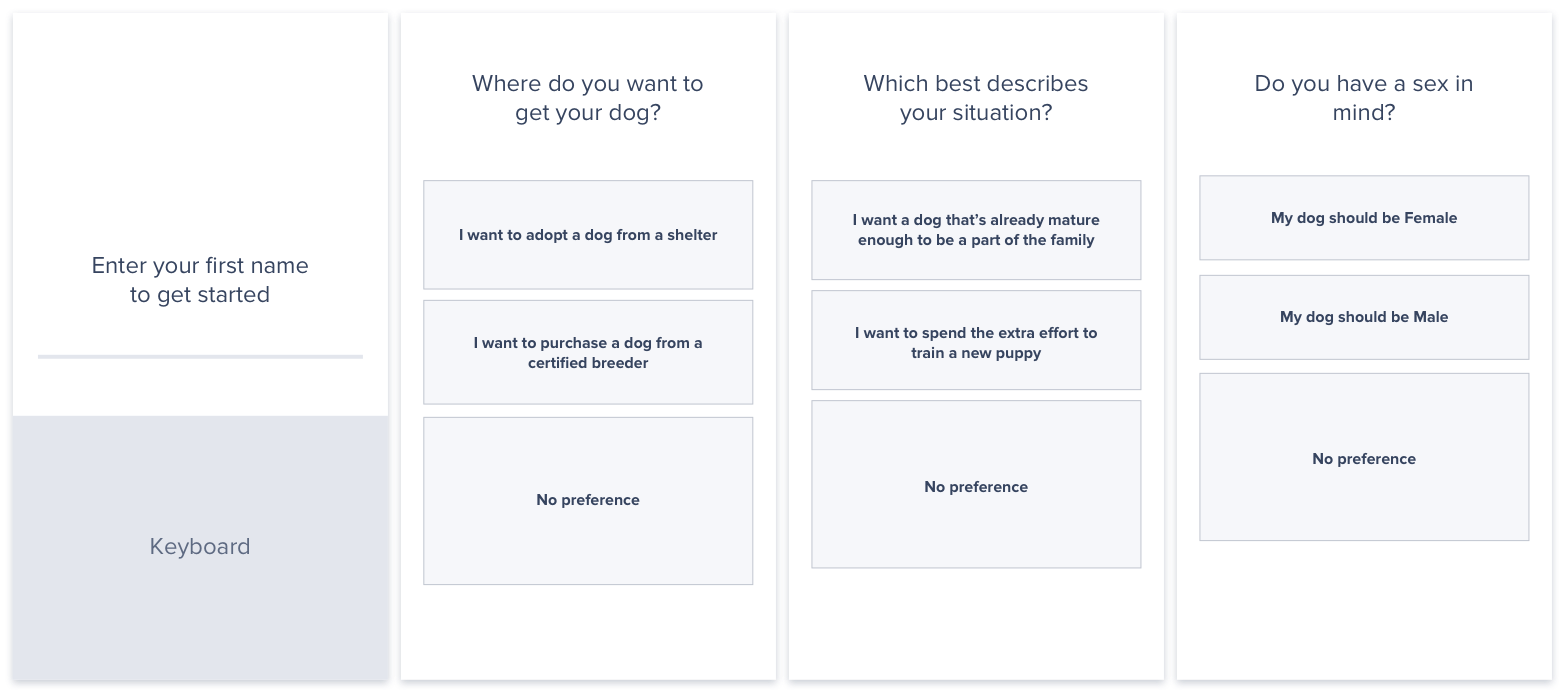 Enter your first name
to get started
Keyboard
Where do you want to
get your dog?
I want to adopt a dog from a shelter
I want to purchase a dog from a
certified breeder
No preference
Which best describes
your situation?
I want a dog that’s already mature
enough to be a part of the family
I want to spend the extra effort to
train a new puppy
No preference
Do you have a sex in
mind?
My dog should be Female
My dog should be Male
No preference